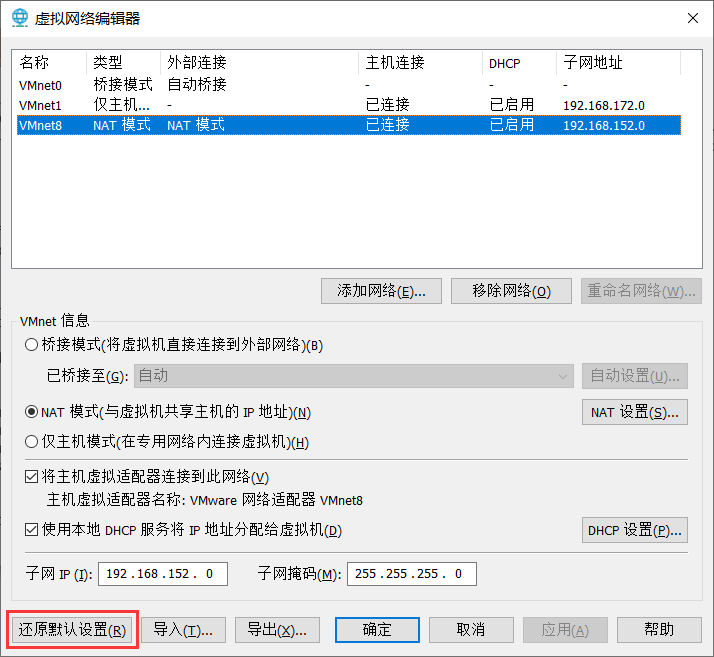 虚拟网络编辑器
名称 类型 外部连接 主机连接 DHCP 子网地址
VMnet0 桥接模式 自动桥接 - - -
VMnet1 仅主机... - 已连接 已启用 192.168.172.0
VMnet8 NAT 模式 NAT 模式 已连接 已启用 192.168.152.0
添加网络(E)... 移除网络(O) 重命名网络(W)...
VMnet 信息
桥接模式(将虚拟机直接连接到外部网络)(B)
已桥接至(G): 自动 自动设置(U)...
NAT 模式(与虚拟机共享主机的 IP 地址)(N) NAT 设置(S)...
仅主机模式(在专用网络内连接虚拟机)(H)
将主机虚拟适配器连接到此网络(V)
主机虚拟适配器名称: VMware 网络适配器 VMnet8
使用本地 DHCP 服务将 IP 地址分配给虚拟机(D) DHCP 设置(P)...
子网 IP (I): 192.168.152. 0 子网掩码(M): 255.255.255. 0
还原默认设置(R) 导入(T)... 导出(X)... 确定 取消 应用(A) 帮助